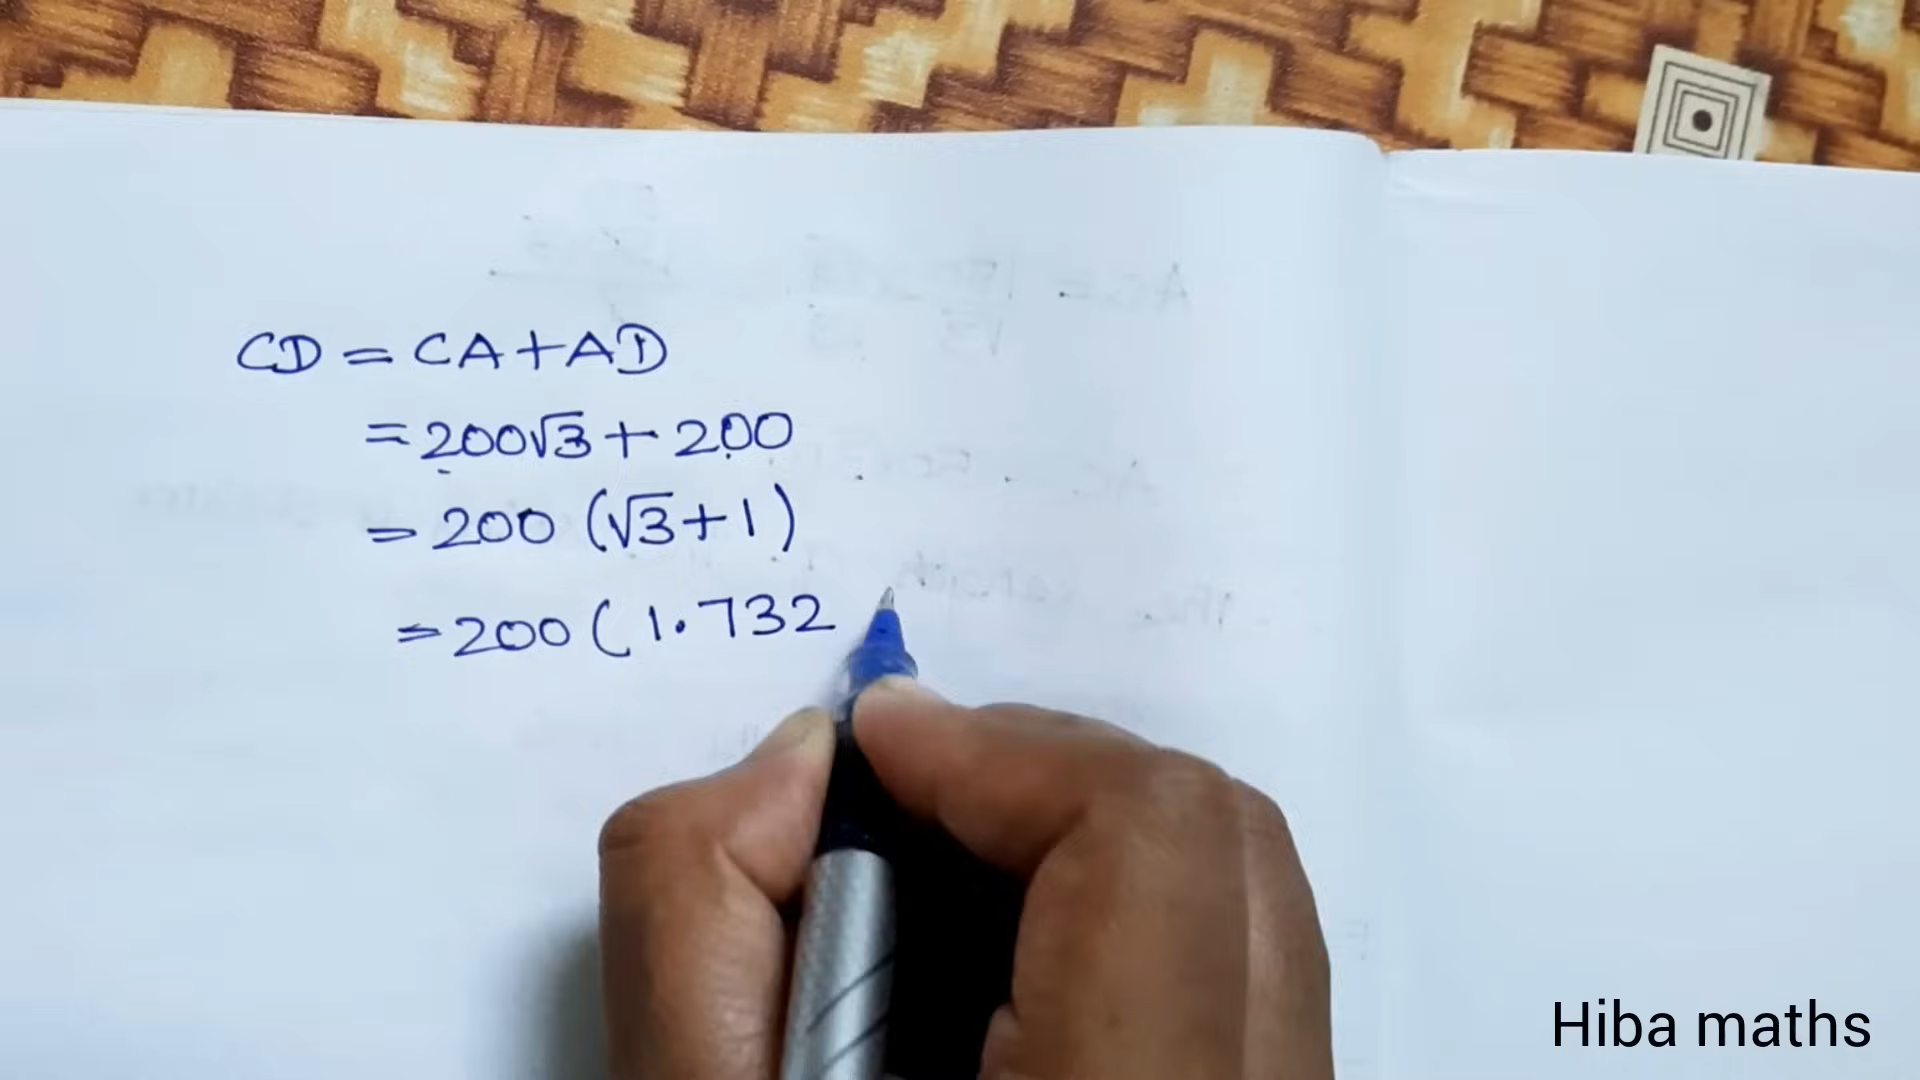 CD = CA + AD
= 200√3 + 200
= 200 (√3 + 1)
= 200 ( 1.732
Hiba maths